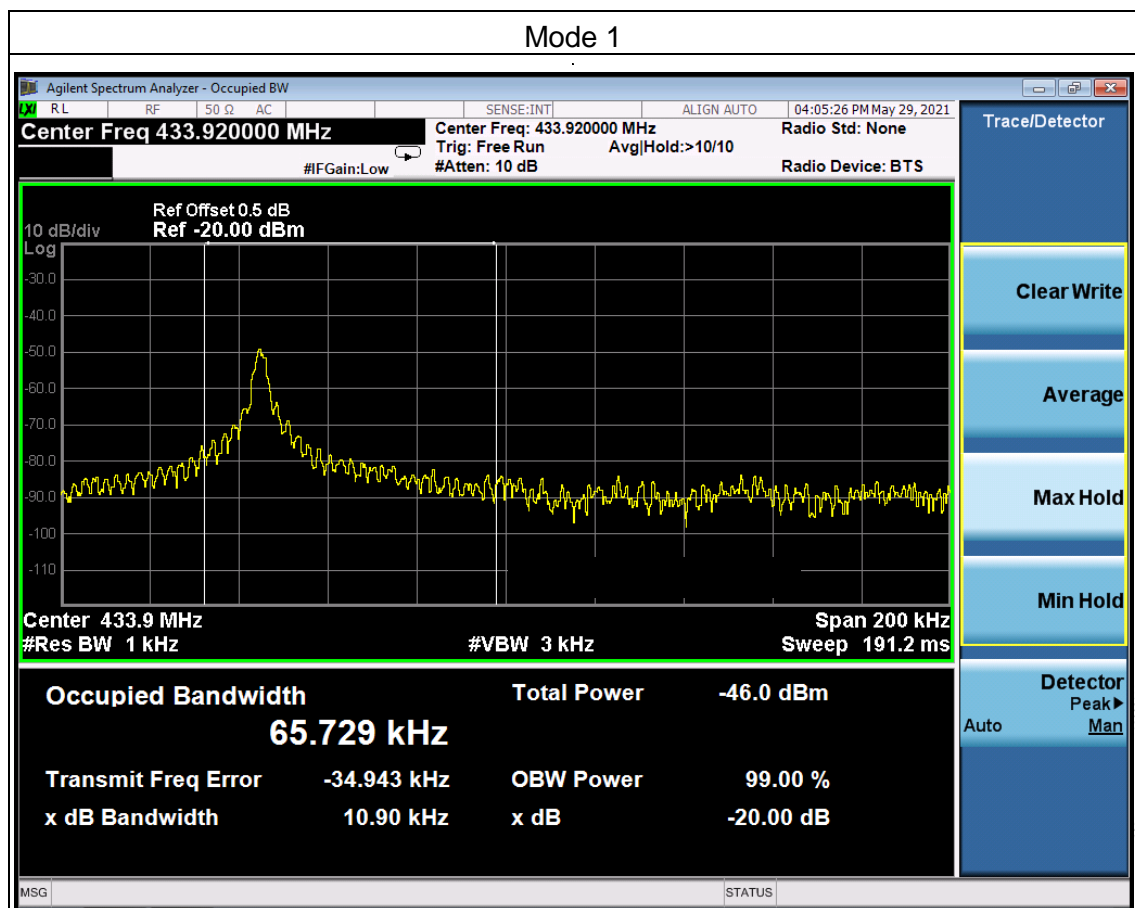 Mode 1
Agilent Spectrum Analyzer - Occupied BW
LXI RL RF 50 Ω AC SENSE:INT ALIGN AUTO 04:05:26 PM May 29, 2021
Center Freq 433.920000 MHz
Center Freq: 433.920000 MHz Radio Std: None
Trig: Free Run Avg|Hold:>10/10
#IFGain:Low #Atten: 10 dB Radio Device: BTS
Ref Offset 0.5 dB
10 dB/div Ref -20.00 dBm
Log
-30.0
-40.0
-50.0
-60.0
-70.0
-80.0
-90.0
-100
-110
Center 433.9 MHz Span 200 kHz
#Res BW 1 kHz #VBW 3 kHz Sweep 191.2 ms
Occupied Bandwidth Total Power -46.0 dBm
65.729 kHz
Transmit Freq Error -34.943 kHz OBW Power 99.00 %
x dB Bandwidth 10.90 kHz x dB -20.00 dB
MSG STATUS
Trace/Detector
Clear Write
Average
Max Hold
Min Hold
Detector
Peak▶
Auto Man